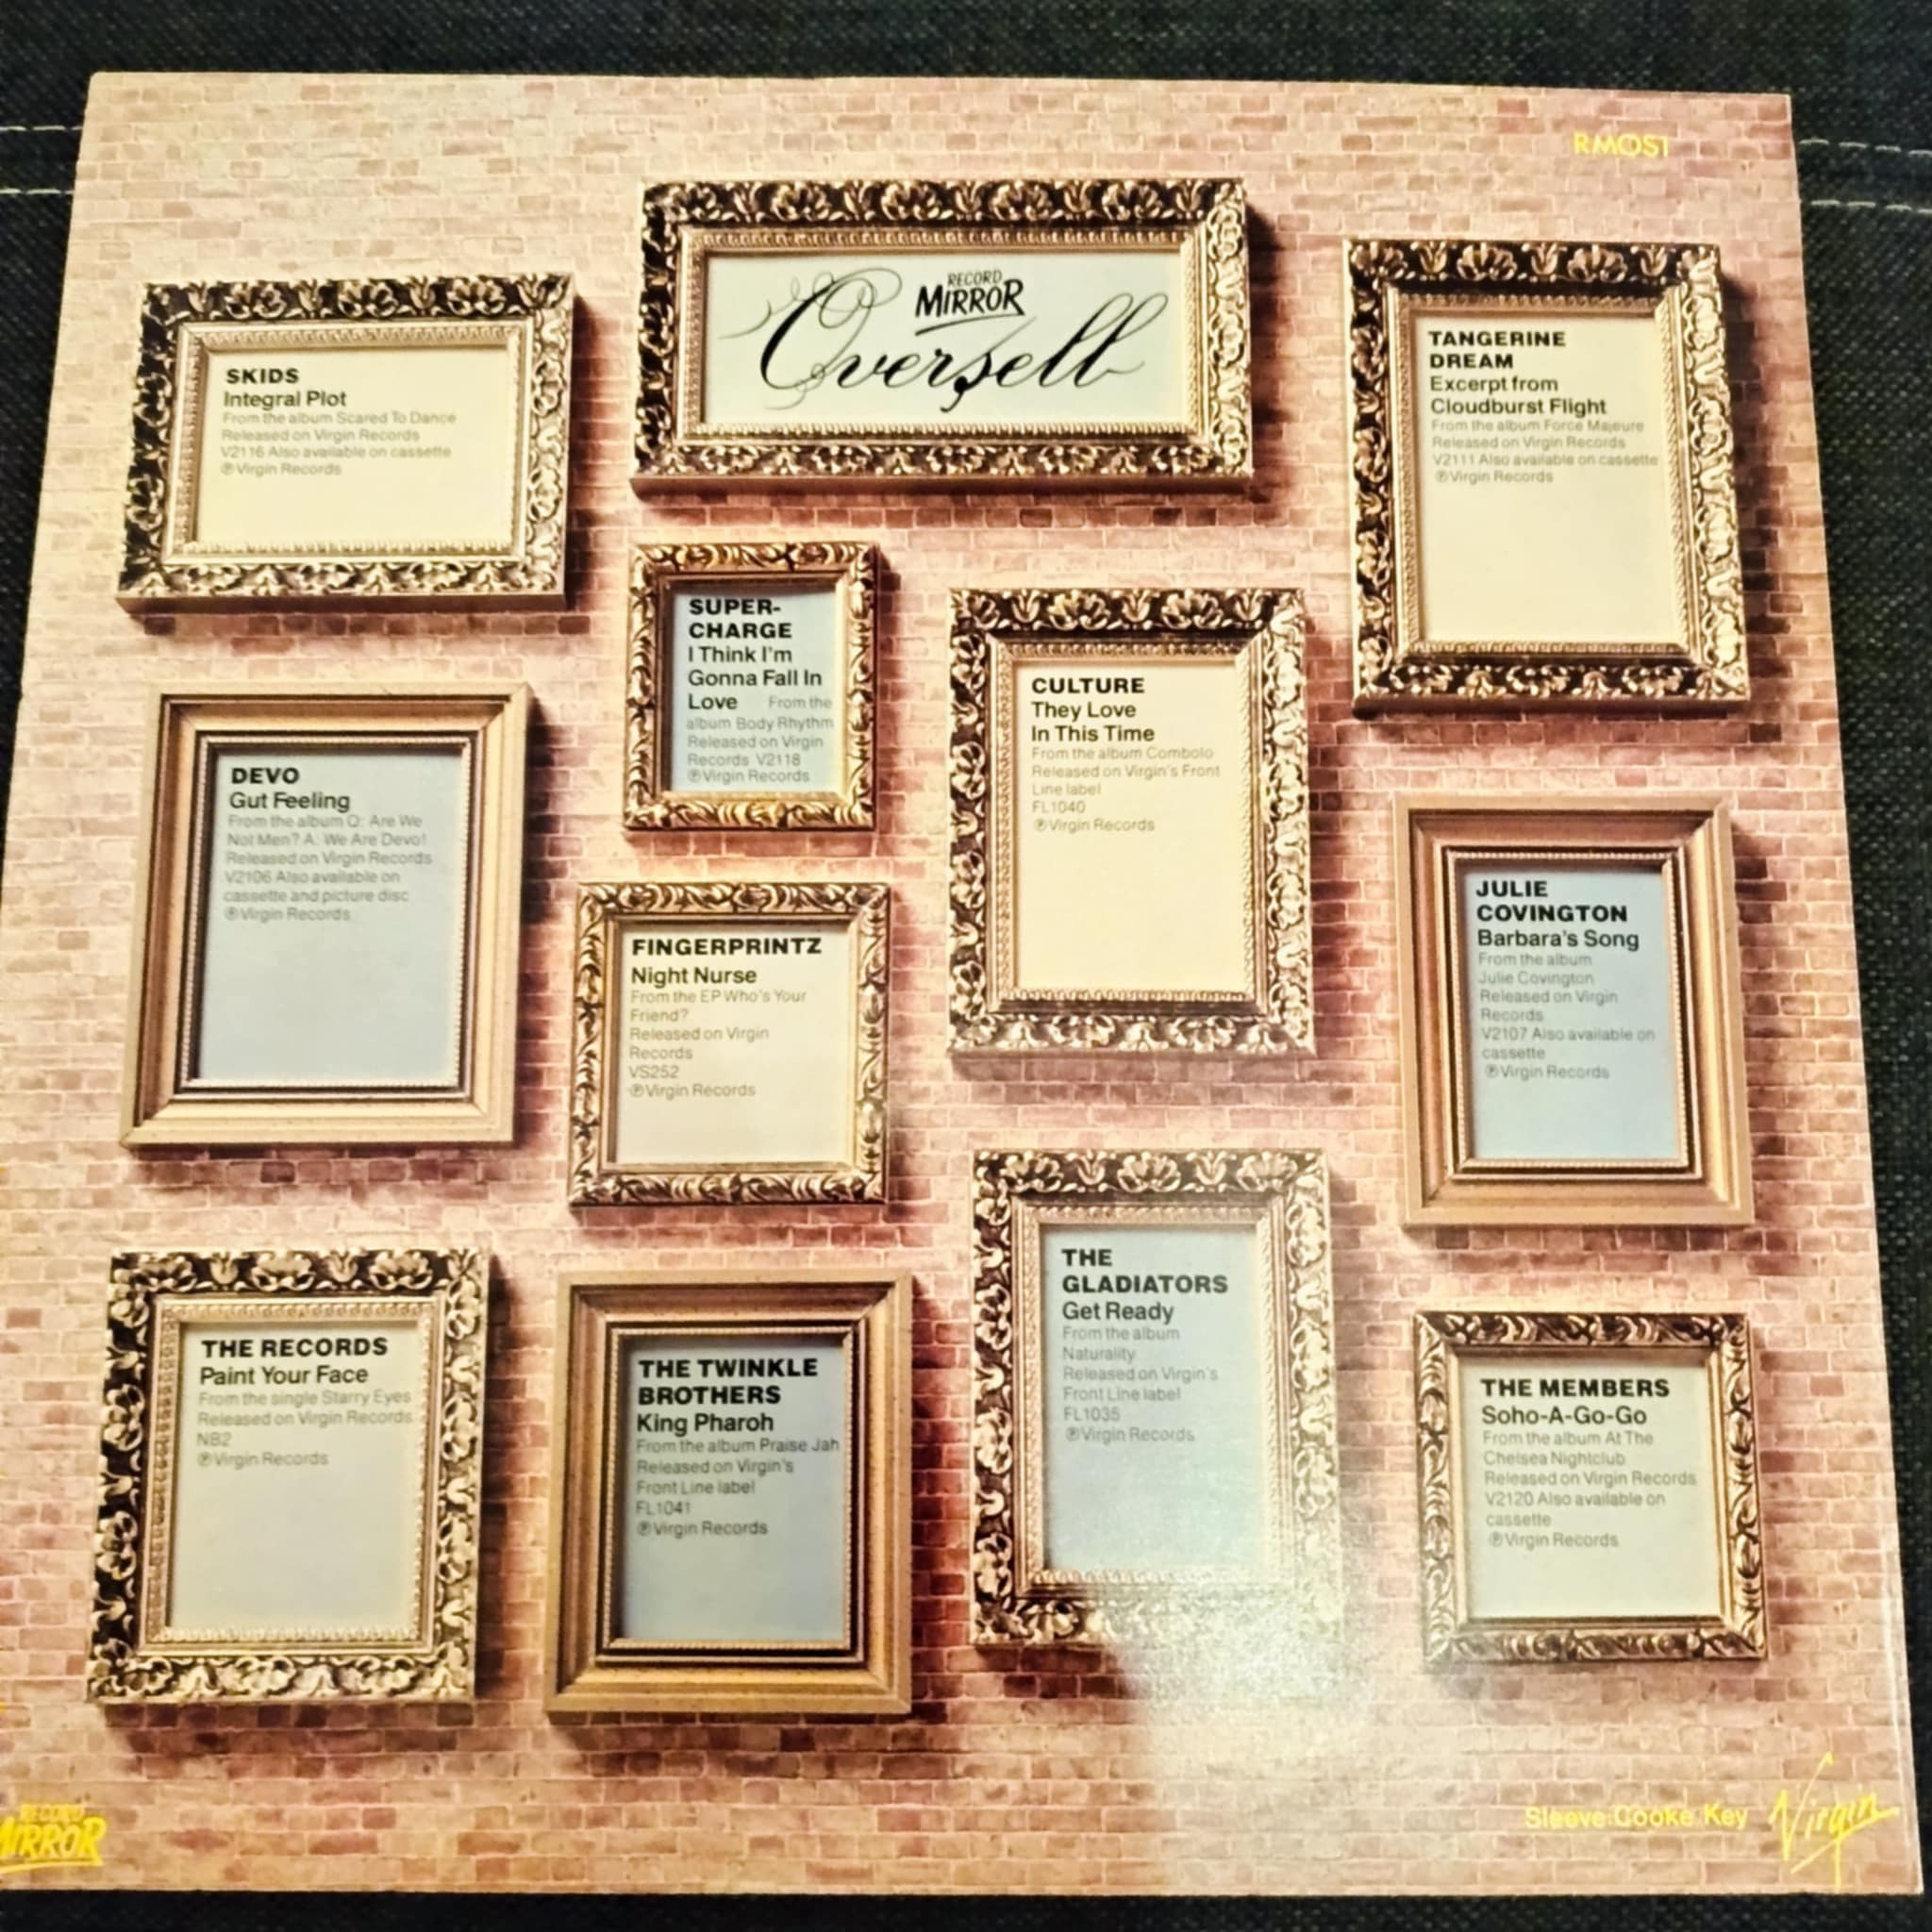 RMOST
RECORD
MIRROR
Oversell
SKIDS
Integral Plot
From the album Scared To Dance
Released on Virgin Records
V2116 Also available on cassette
℗ Virgin Records
TANGERINE
DREAM
Excerpt from
Cloudburst Flight
From the album Force Majeure
Released on Virgin Records
V2111 Also available on cassette
℗ Virgin Records
SUPER-
CHARGE
I Think I'm
Gonna Fall In
Love From the
album Body Rhythm
Released on Virgin
Records V2118
℗ Virgin Records
CULTURE
They Love
In This Time
From the album Combolo
Released on Virgin's Front
Line label
FL1040
℗ Virgin Records
DEVO
Gut Feeling
From the album Q: Are We
Not Men? A: We Are Devo!
Released on Virgin Records
V2106 Also available on
cassette and picture disc
℗ Virgin Records
FINGERPRINTZ
Night Nurse
From the EP Who's Your
Friend?
Released on Virgin
Records
VS252
℗ Virgin Records
JULIE
COVINGTON
Barbara's Song
From the album
Julie Covington
Released on Virgin
Records
V2107 Also available on
cassette
℗ Virgin Records
THE RECORDS
Paint Your Face
From the single Starry Eyes
Released on Virgin Records
NB2
℗ Virgin Records
THE TWINKLE
BROTHERS
King Pharoh
From the album Praise Jah
Released on Virgin's
Front Line label
FL1041
℗ Virgin Records
THE
GLADIATORS
Get Ready
From the album
Naturality
Released on Virgin's
Front Line label
FL1035
℗ Virgin Records
THE MEMBERS
Soho-A-Go-Go
From the album At The
Chelsea Nightclub
Released on Virgin Records
V2120 Also available on
cassette
℗ Virgin Records
RECORD
MIRROR
Sleeve: Cooke Key
Virgin